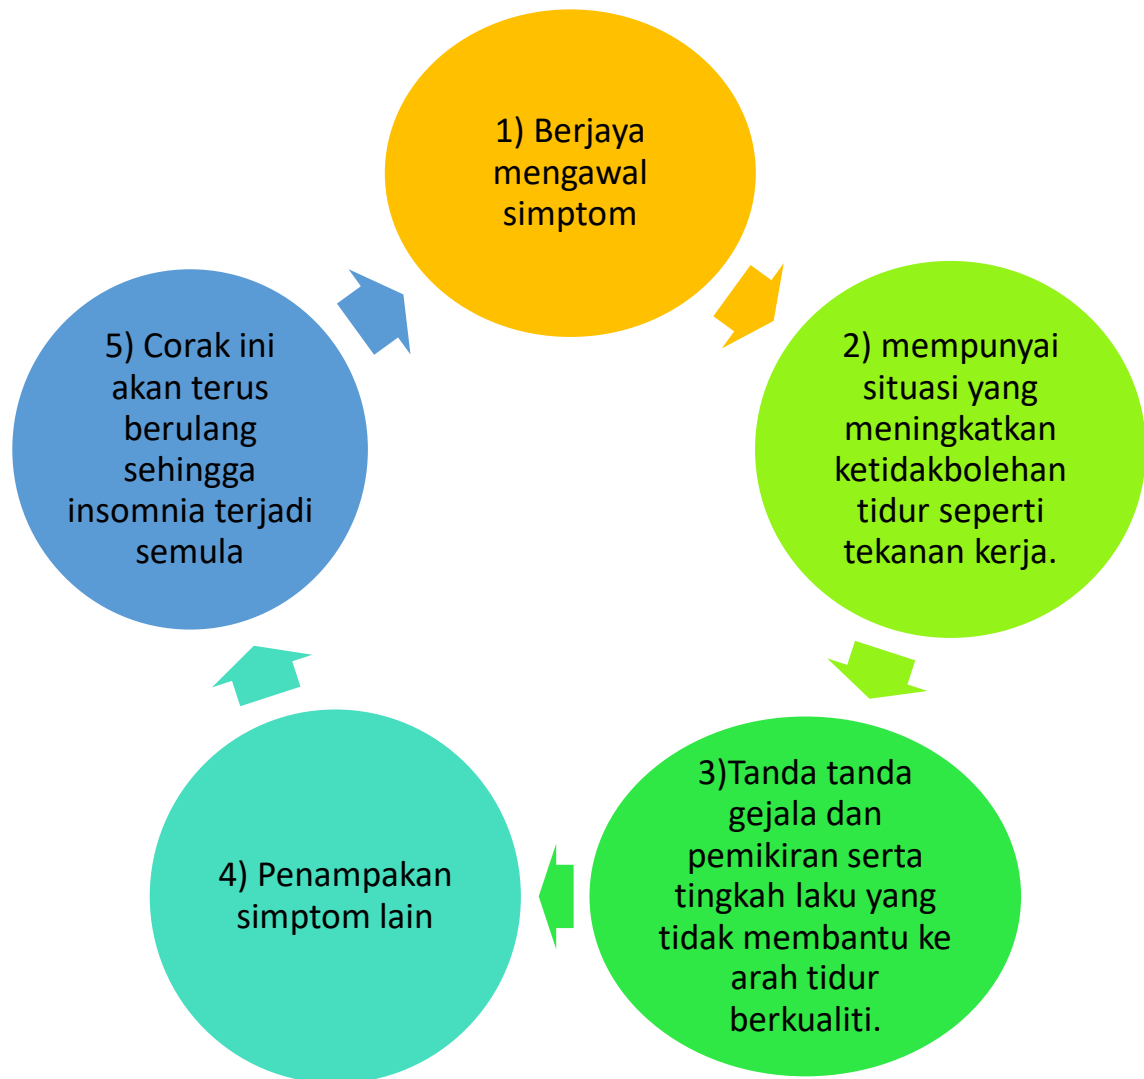 1) Berjaya
mengawal
simptom
2) mempunyai
situasi yang
meningkatkan
ketidakbolehan
tidur seperti
tekanan kerja.
3)Tanda tanda
gejala dan
pemikiran serta
tingkah laku yang
tidak membantu ke
arah tidur
berkualiti.
4) Penampakan
simptom lain
5) Corak ini
akan terus
berulang
sehingga
insomnia terjadi
semula